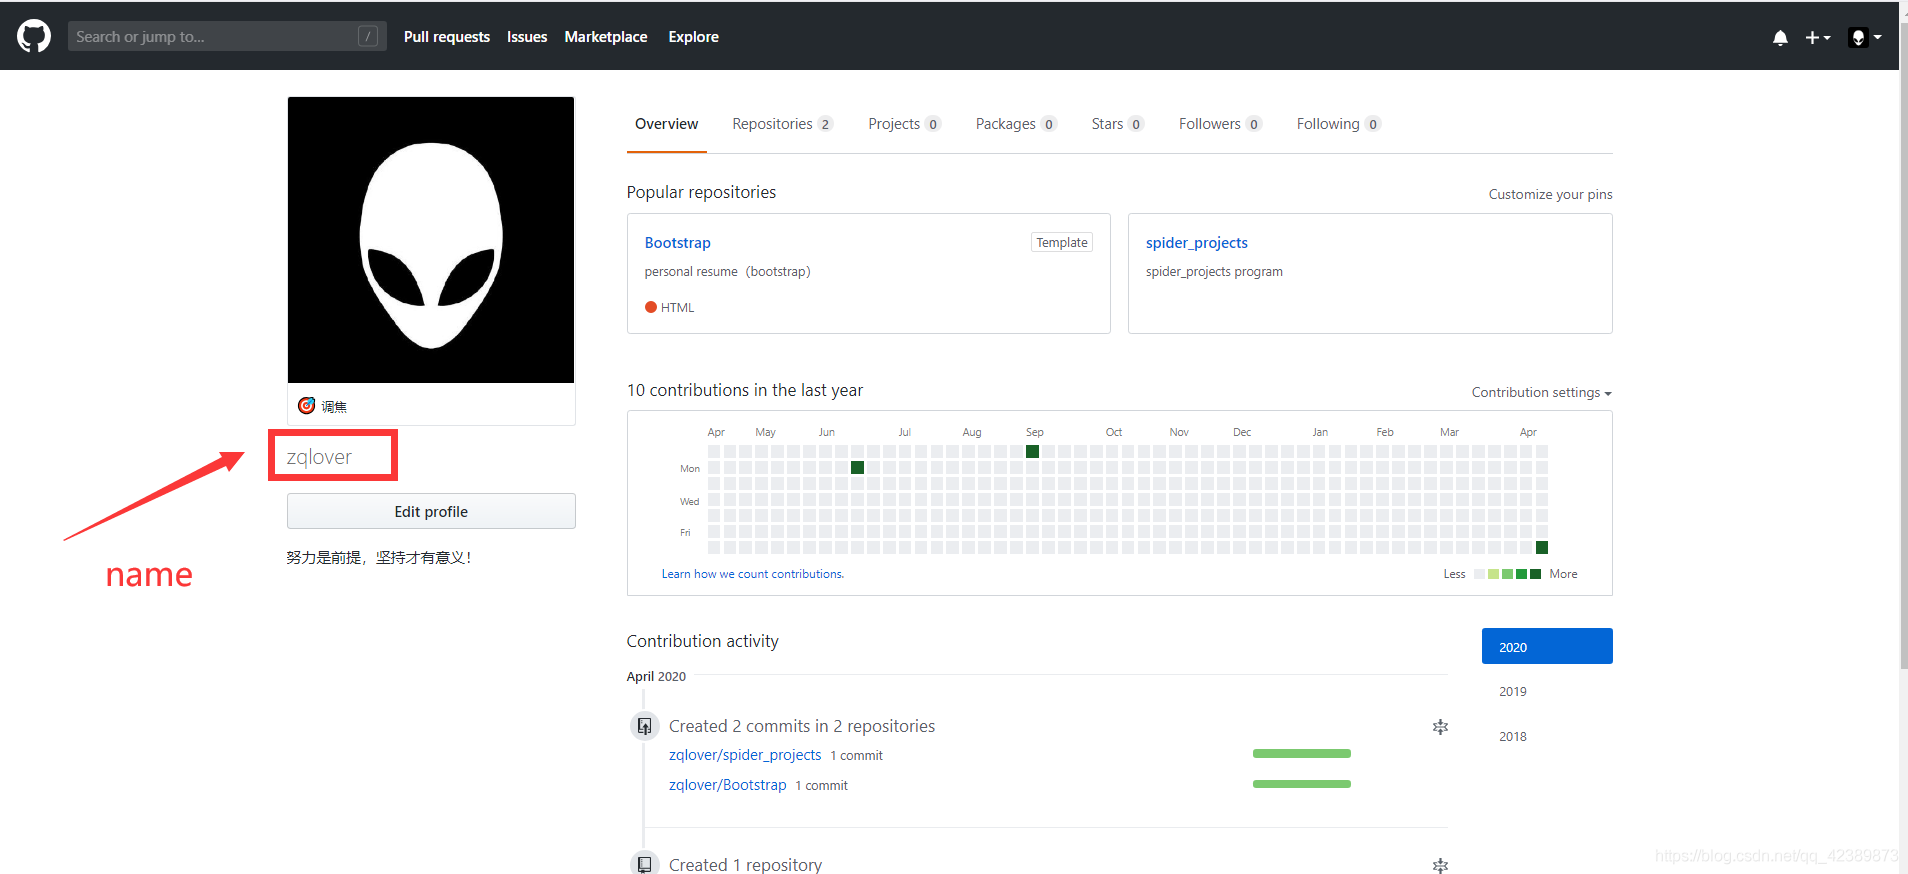 Search or jump to... / Pull requests Issues Marketplace Explore
Overview Repositories 2 Projects 0 Packages 0 Stars 0 Followers 0 Following 0
Popular repositories Customize your pins
Bootstrap Template
personal resume（bootstrap）
HTML
spider_projects
spider_projects program
调焦
zqlover
Edit profile
努力是前提，坚持才有意义！
name
10 contributions in the last year Contribution settings
Apr May Jun Jul Aug Sep Oct Nov Dec Jan Feb Mar Apr
Mon
Wed
Fri
Learn how we count contributions. Less More
Contribution activity
2020
2019
2018
April 2020
Created 2 commits in 2 repositories
zqlover/spider_projects 1 commit
zqlover/Bootstrap 1 commit
Created 1 repository
https://blog.csdn.net/qq_42389873